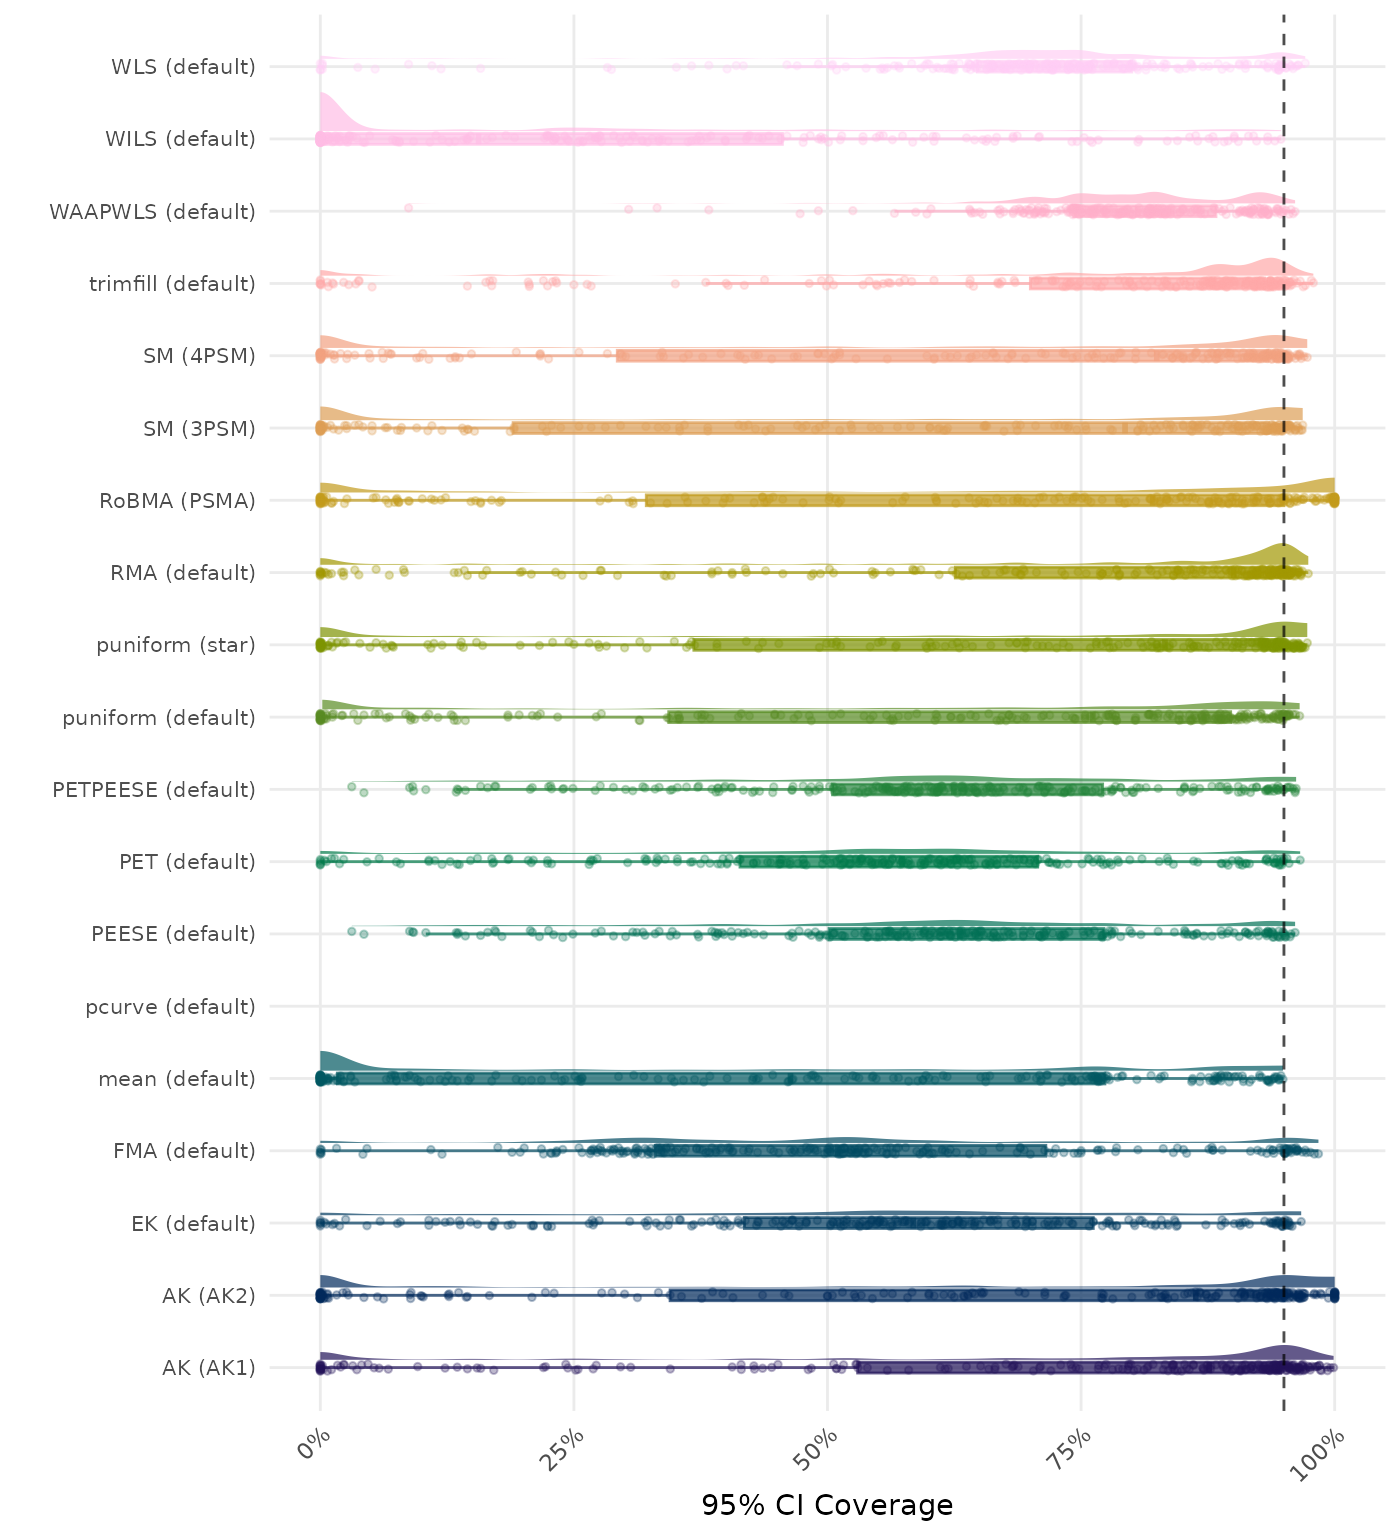 WLS (default)
WILS (default)
WAAPWLS (default)
trimfill (default)
SM (4PSM)
SM (3PSM)
RoBMA (PSMA)
RMA (default)
puniform (star)
puniform (default)
PETPEESE (default)
PET (default)
PEESE (default)
pcurve (default)
mean (default)
FMA (default)
EK (default)
AK (AK2)
AK (AK1)
0% 25% 50% 75% 100%
95% CI Coverage